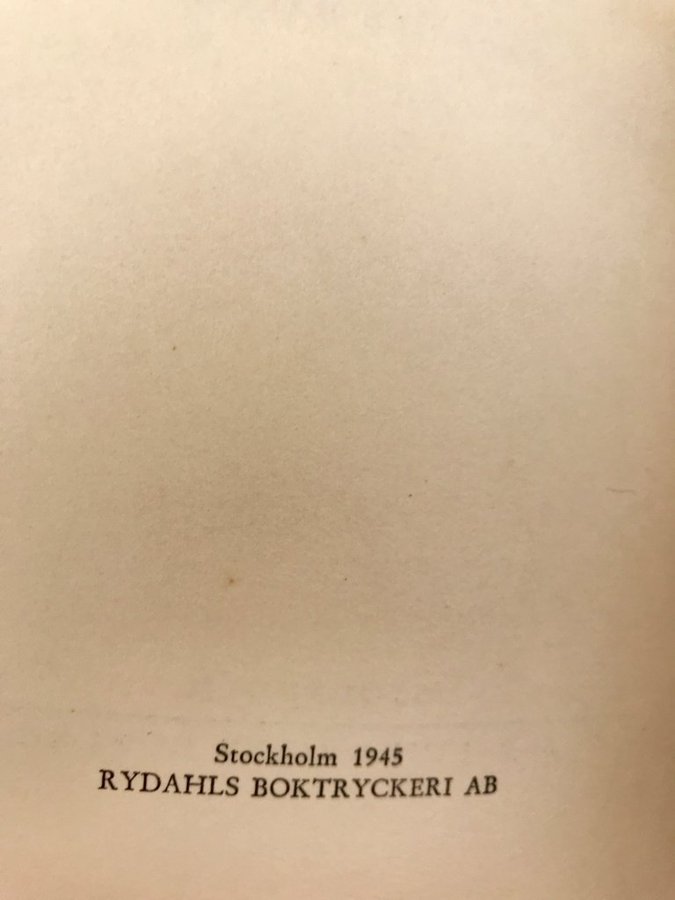 Stockholm 1945
RYDAHLS BOKTRYCKERI AB